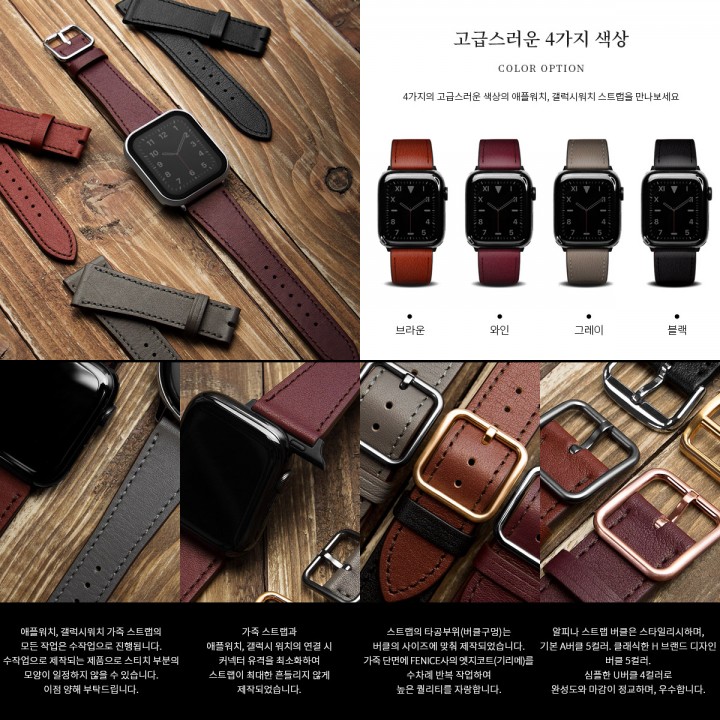 고급스러운 4가지 색상
COLOR OPTION
4가지의 고급스러운 색상의 애플워치, 갤럭시워치 스트랩을 만나보세요
브라운
와인
그레이
블랙
애플워치, 갤럭시워치 가죽 스트랩의
모든 작업은 수작업으로 진행됩니다.
수작업으로 제작되는 제품으로 스티치 부분의
모양이 일정하지 않을 수 있습니다.
이점 양해 부탁드립니다.
가죽 스트랩과
애플워치, 갤럭시 워치의 연결 시
커넥터 유격을 최소화하여
스트랩이 최대한 흔들리지 않게
제작되었습니다.
스트랩의 타공부위(버클구멍)는
버클의 사이즈에 맞춰 제작되었습니다.
가죽 단면에 FENICE사의 엣지코트(기리메)를
수차례 반복 작업하여
높은 퀄리티를 자랑합니다.
알피나 스트랩 버클은 스타일리시하며,
기본 A버클 5컬러. 클래식한 H 브랜드 디자인
버클 5컬러.
심플한 U버클 4컬러로
완성도와 마감이 정교하며, 우수합니다.